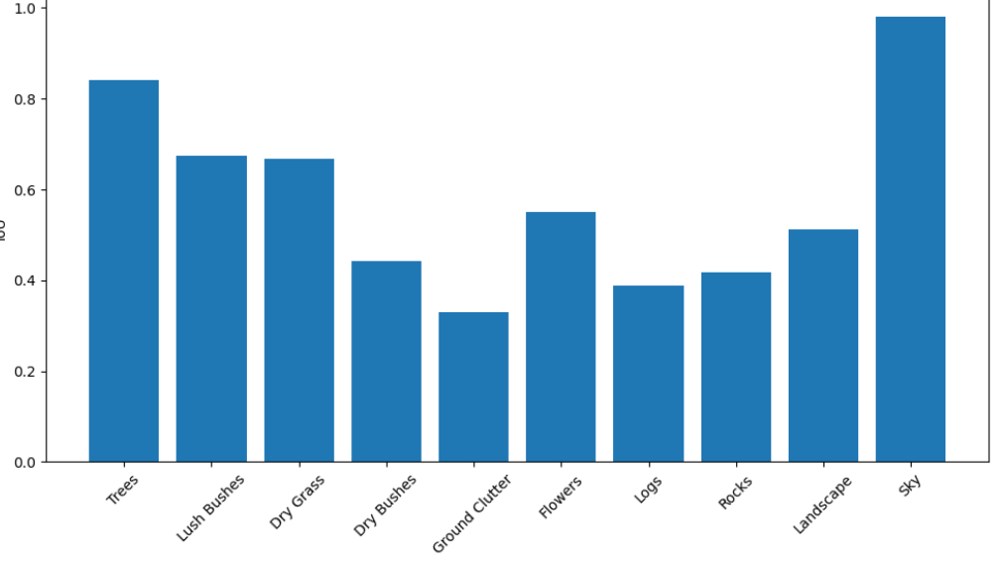 1.0
0.8
0.6
0.4
0.2
0.0
Trees
Lush Bushes
Dry Grass
Dry Bushes
Ground Clutter
Flowers
Logs
Rocks
Landscape
Sky